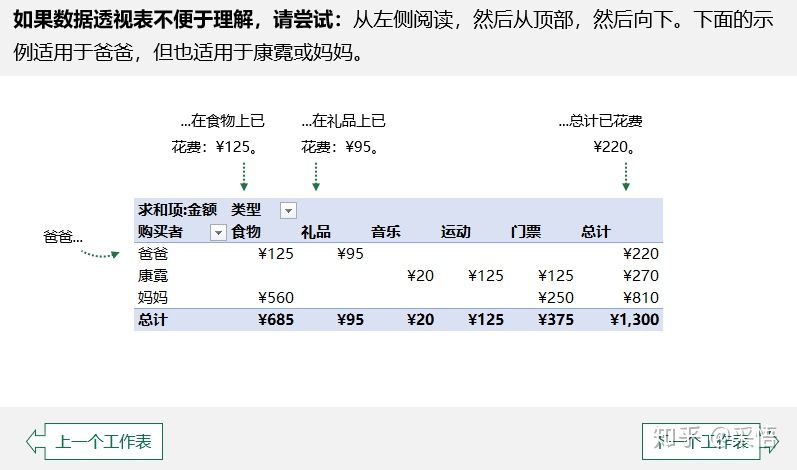 如果数据透视表不便于理解，请尝试：从左侧阅读，然后从顶部，然后向下。下面的示
例适用于爸爸，但也适用于康霓或妈妈。
...在食物上已 ...在礼品上已 ...总计已花费
花费：¥125。 花费：¥95。 ¥220。
求和项:金额 类型
购买者 食物 礼品 音乐 运动 门票 总计
爸爸...
爸爸 ¥125 ¥95 ¥220
康霓 ¥20 ¥125 ¥125 ¥270
妈妈 ¥560 ¥250 ¥810
总计 ¥685 ¥95 ¥20 ¥125 ¥375 ¥1,300
上一个工作表 下一个工作表
知乎 @采悟